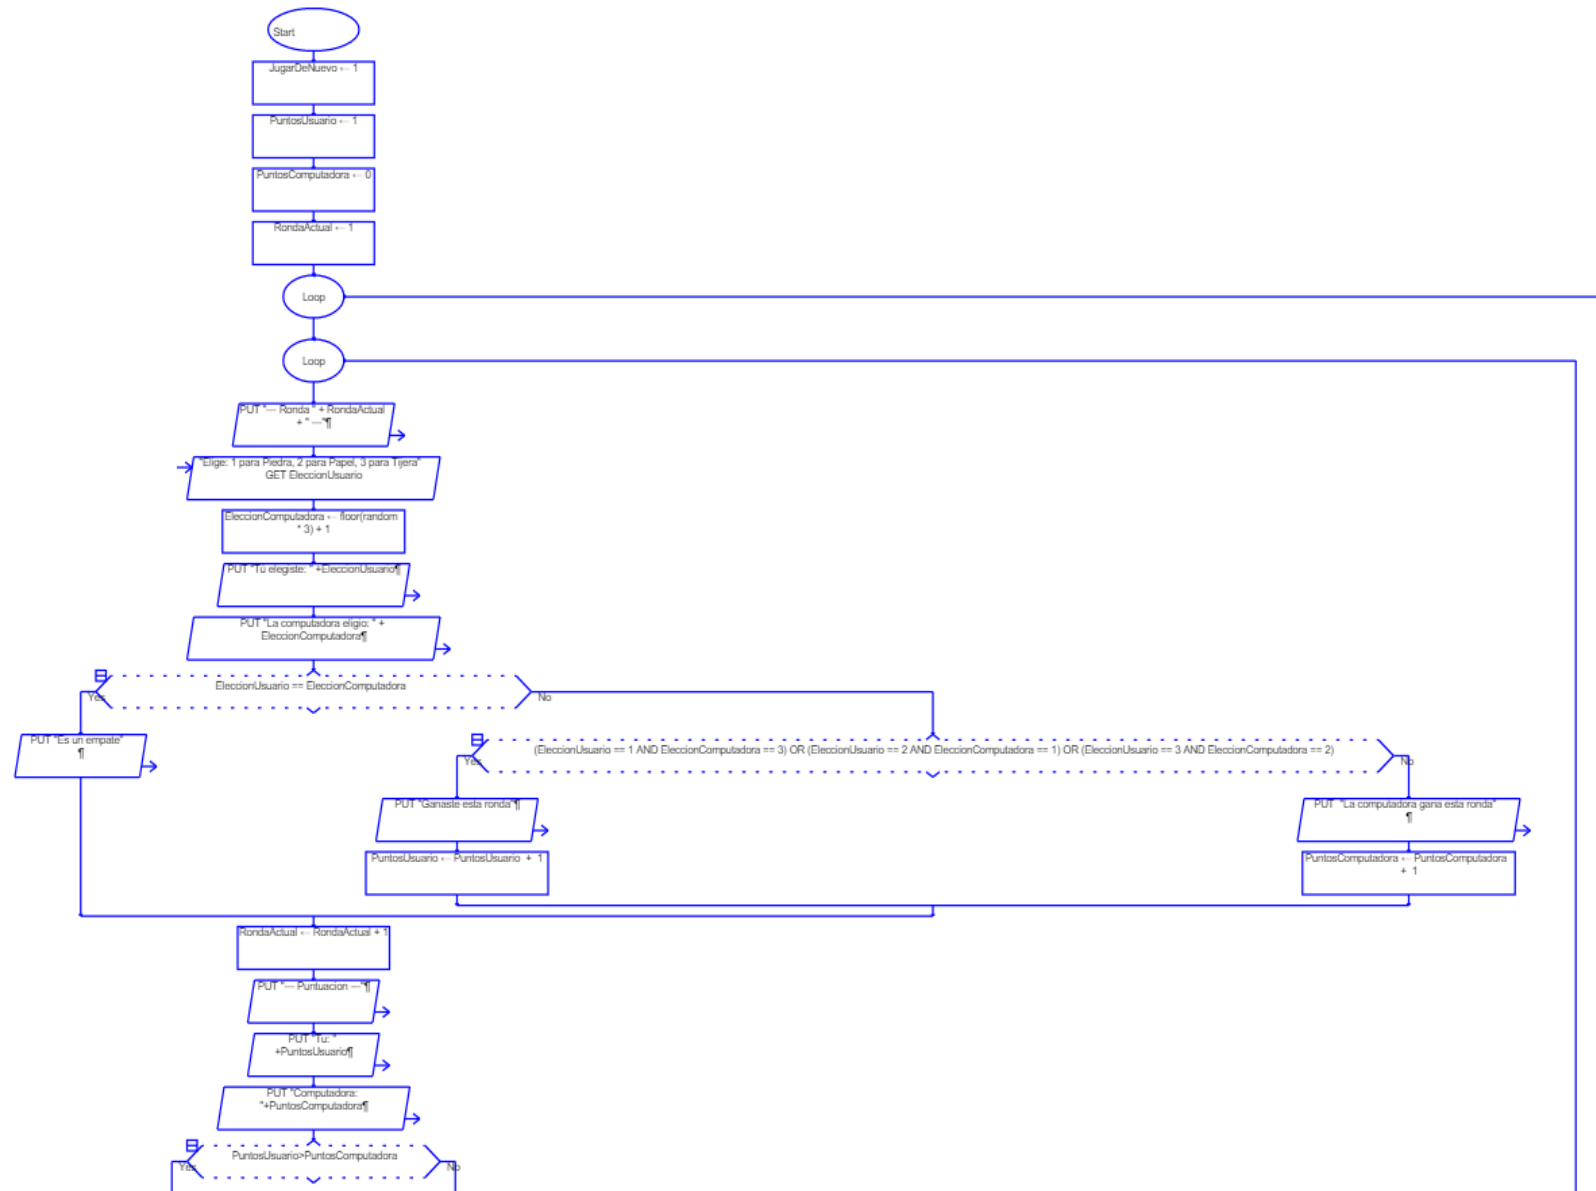 Start
JugarDeNuevo ← 1
PuntosUsuario ← 1
PuntosComputadora ← 0
RondaActual ← 1
Loop
Loop
PUT "--- Ronda " + RondaActual
+ " ---"¶
"Elige: 1 para Piedra, 2 para Papel, 3 para Tijera"
GET EleccionUsuario
EleccionComputadora ← floor(random
* 3) + 1
PUT "Tú elegiste: " +EleccionUsuario¶
PUT "La computadora eligio: " +
EleccionComputadora¶
EleccionUsuario == EleccionComputadora
Yes
No
PUT "Es un empate"
¶
(EleccionUsuario == 1 AND EleccionComputadora == 3) OR (EleccionUsuario == 2 AND EleccionComputadora == 1) OR (EleccionUsuario == 3 AND EleccionComputadora == 2)
Yes
No
PUT "Ganaste esta ronda"¶
PUT "La computadora gana esta ronda"
¶
PuntosUsuario ← PuntosUsuario + 1
PuntosComputadora ← PuntosComputadora
+ 1
RondaActual ← RondaActual + 1
PUT "--- Puntuacion ---"¶
PUT "Tu: "
+PuntosUsuario¶
PUT "Computadora:
"+PuntosComputadora¶
PuntosUsuario>PuntosComputadora
Yes
No